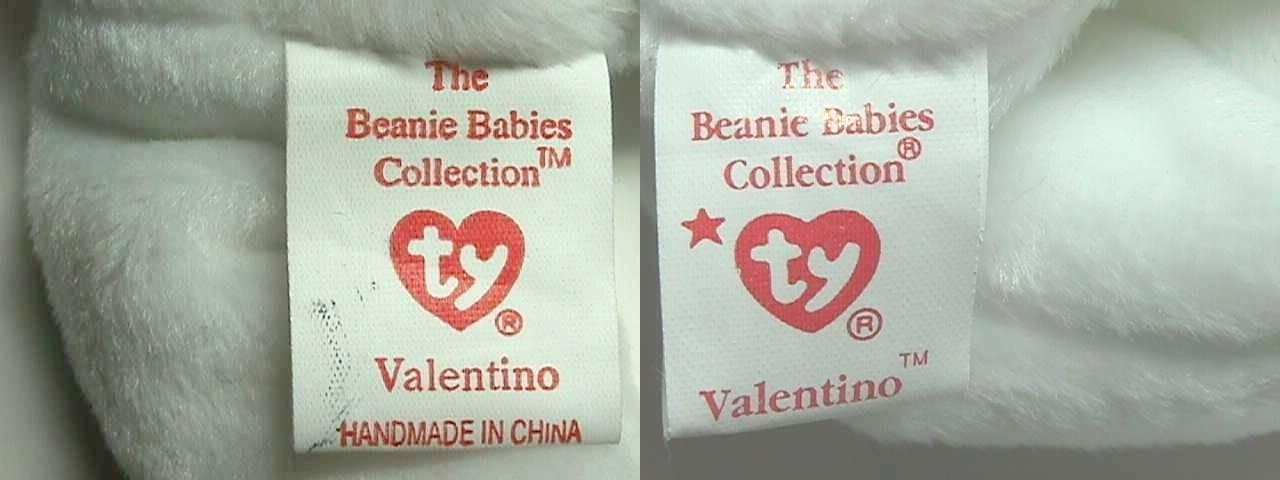 The
Beanie Babies
Collection™
ty
®
Valentino
HANDMADE IN CHINA
The
Beanie Babies
Collection®
ty
®
Valentino™